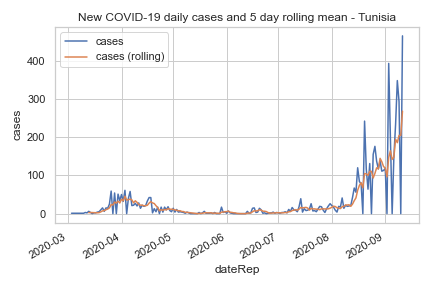 New COVID-19 daily cases and 5 day rolling mean - Tunisia
cases
cases (rolling)
cases
400
300
200
100
0
2020-03
2020-04
2020-05
2020-06
2020-07
2020-08
2020-09
dateRep